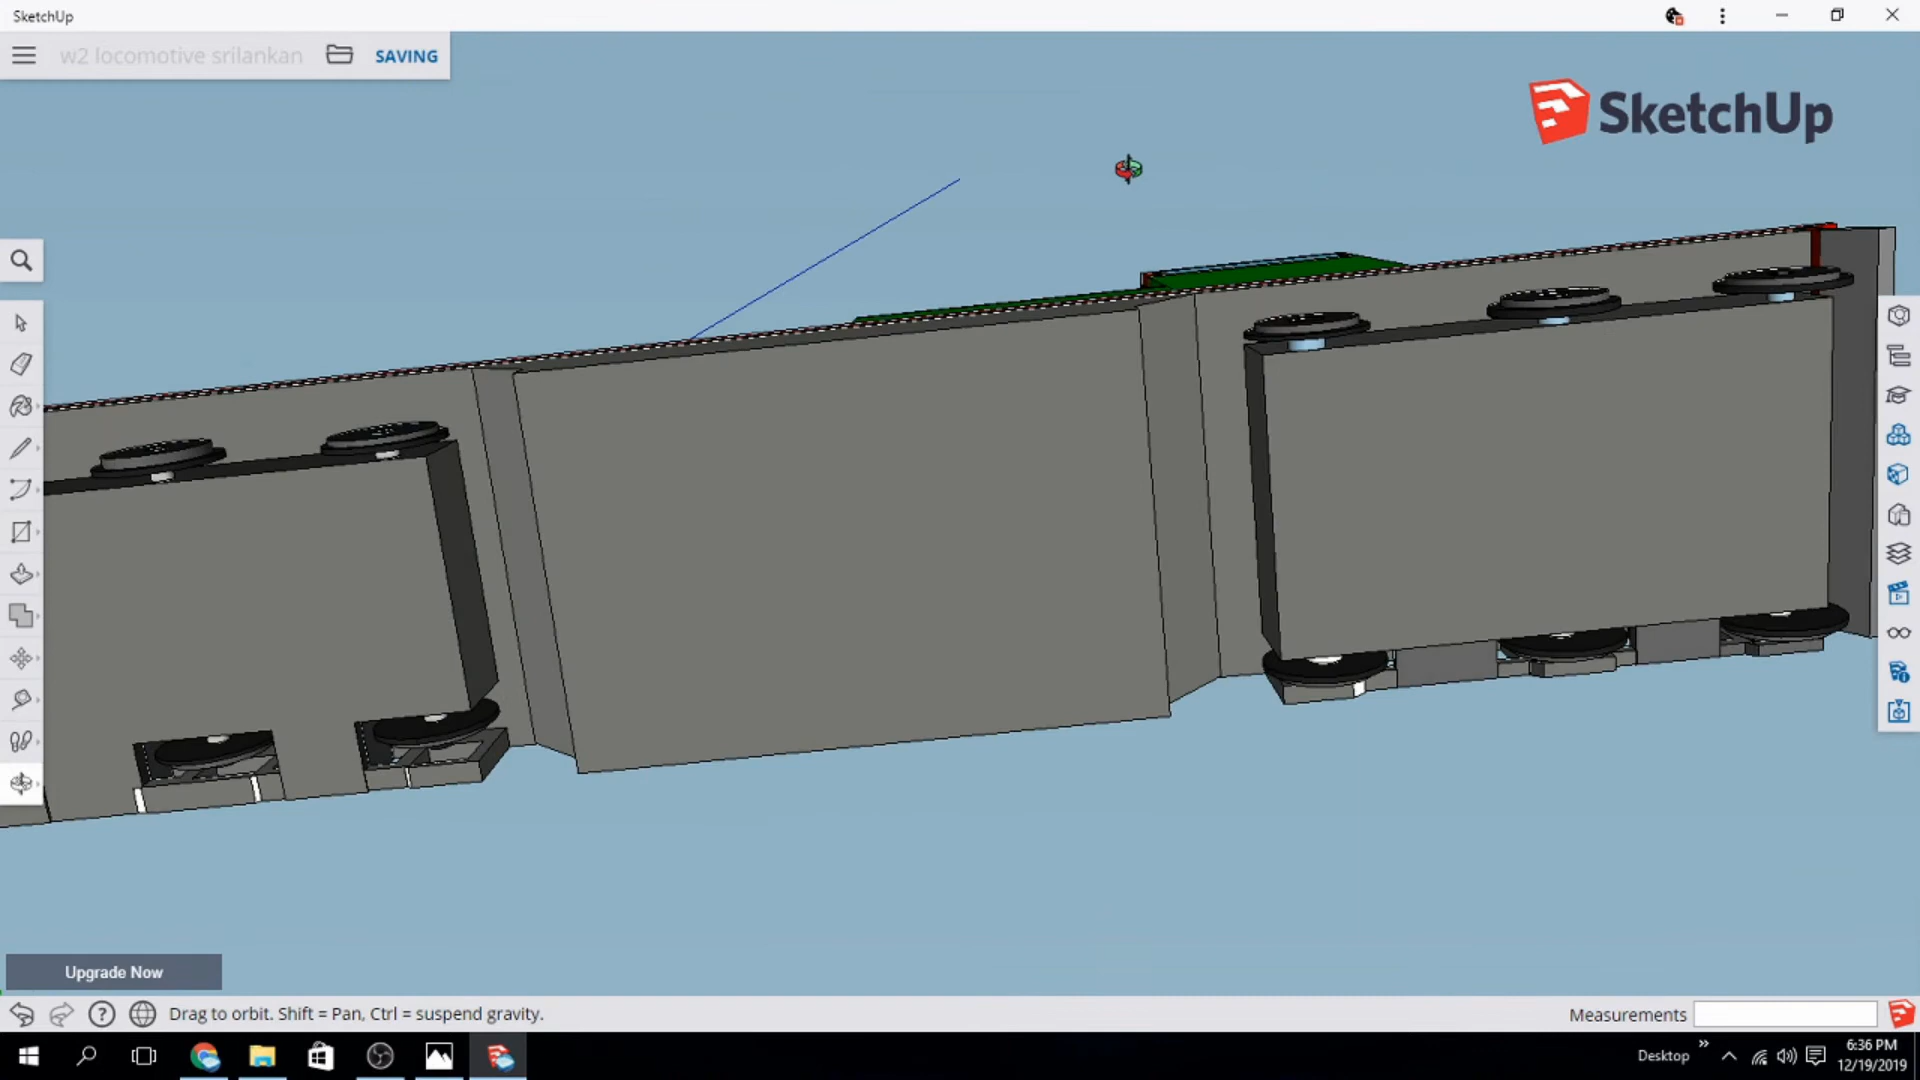 SketchUp
w2 locomotive srilankan
SAVING
SketchUp
Upgrade Now
Drag to orbit. Shift = Pan, Ctrl = suspend gravity.
Measurements
Desktop
6:36 PM
12/19/2019